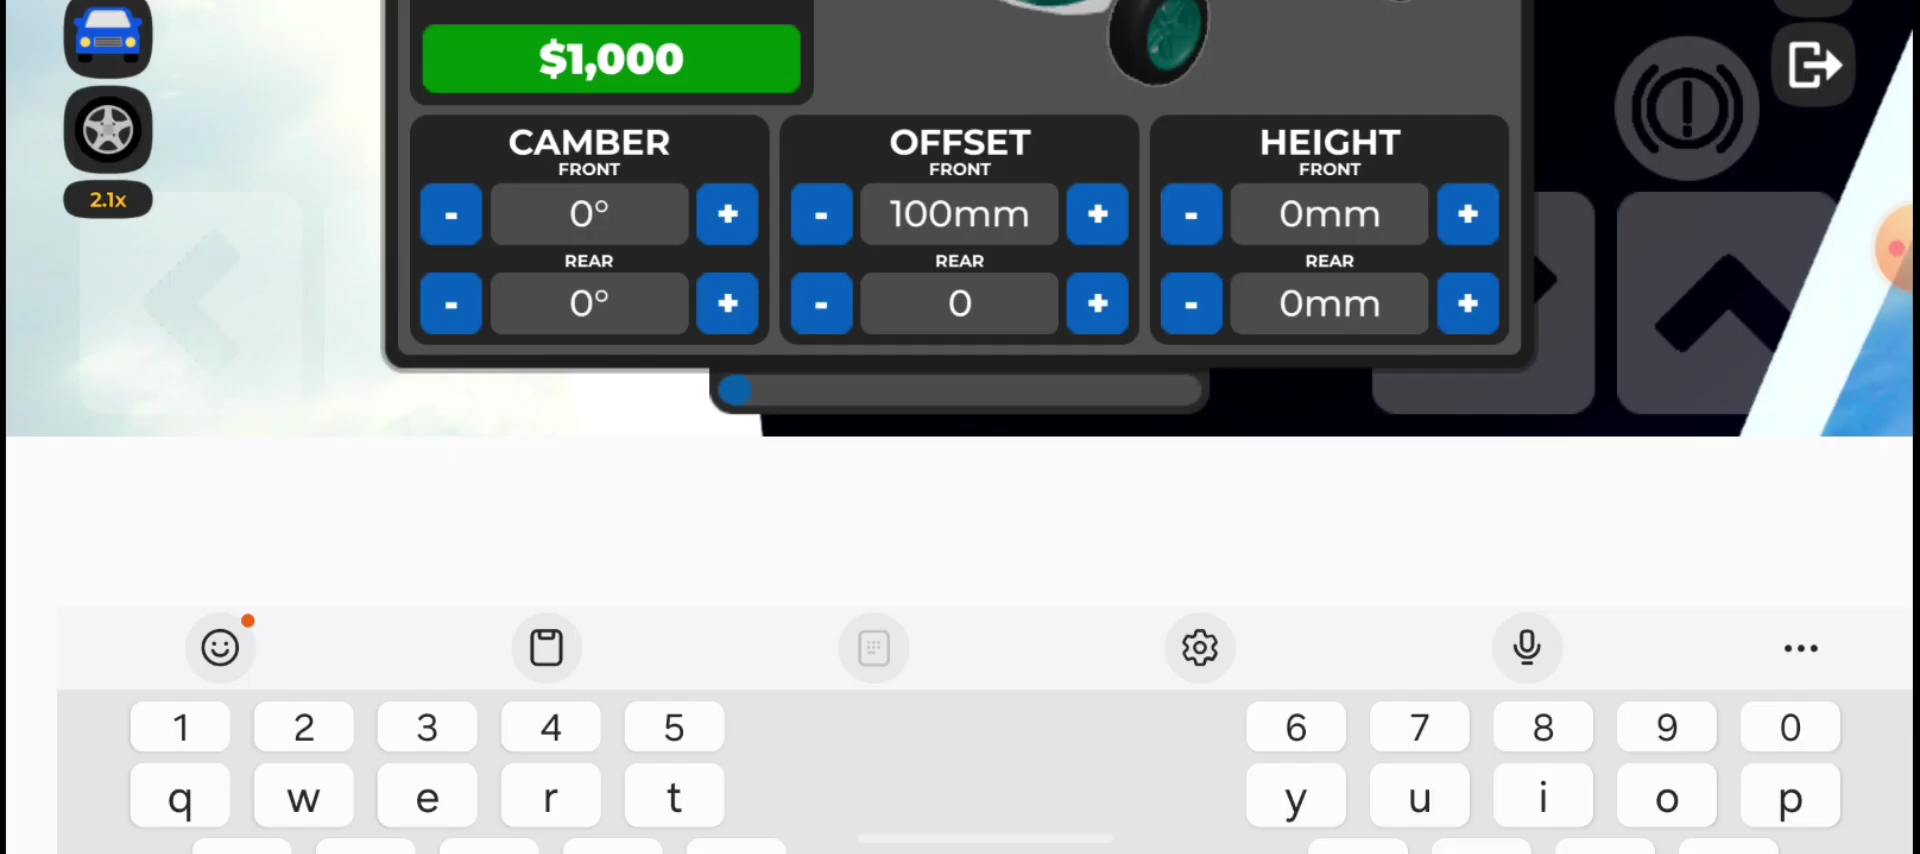 $1,000
2.1x
CAMBER
FRONT
- 0° +
REAR
- 0° +
OFFSET
FRONT
- 100mm +
REAR
- 0 +
HEIGHT
FRONT
- 0mm +
REAR
- 0mm +
1 2 3 4 5 6 7 8 9 0
q w e r t y u i o p